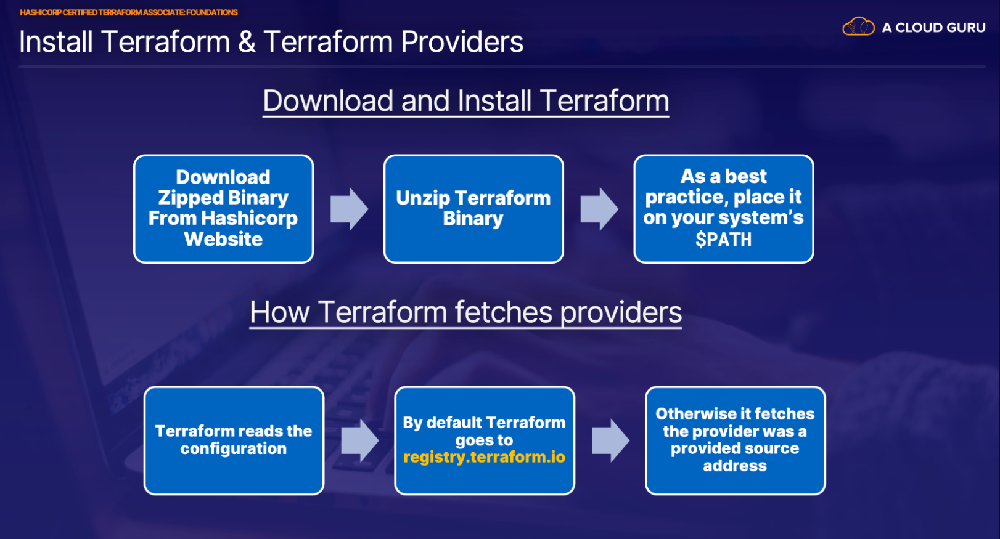 HASHICORP CERTIFIED TERRAFORM ASSOCIATE: FOUNDATIONS
Install Terraform & Terraform Providers
A CLOUD GURU
Download and Install Terraform
Download
Zipped Binary
From Hashicorp
Website
Unzip Terraform
Binary
As a best
practice, place it
on your system’s
$PATH
How Terraform fetches providers
Terraform reads the
configuration
By default Terraform
goes to
registry.terraform.io
Otherwise it fetches
the provider was a
provided source
address